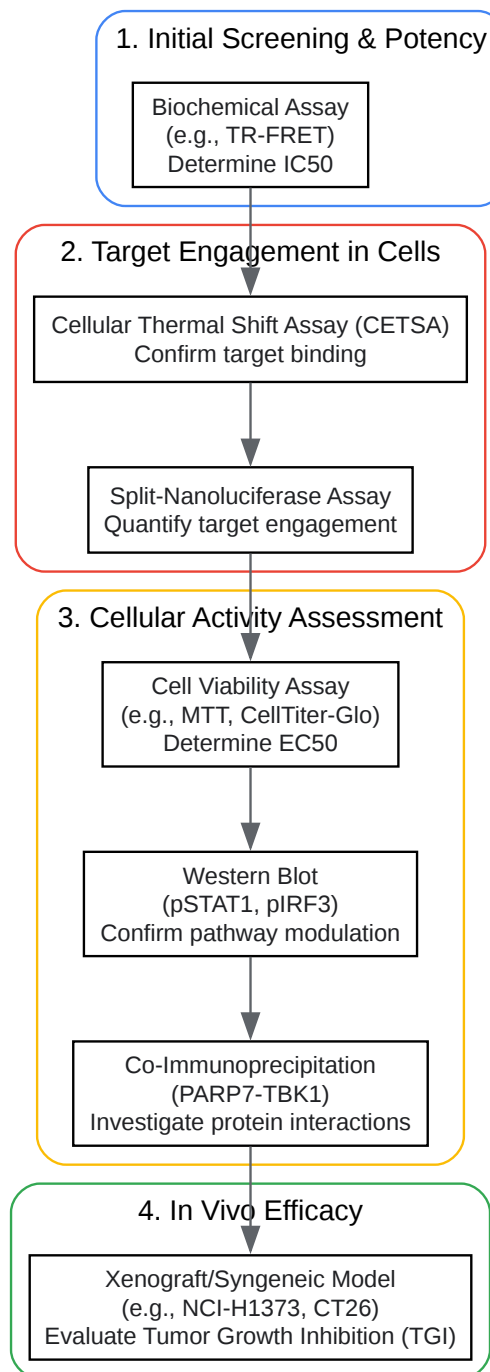 1. Initial Screening & Potency
Biochemical Assay
(e.g., TR-FRET)
Determine IC50
2. Target Engagement in Cells
Cellular Thermal Shift Assay (CETSA)
Confirm target binding
Split-Nanoluciferase Assay
Quantify target engagement
3. Cellular Activity Assessment
Cell Viability Assay
(e.g., MTT, CellTiter-Glo)
Determine EC50
Western Blot
(pSTAT1, pIRF3)
Confirm pathway modulation
Co-Immunoprecipitation
(PARP7-TBK1)
Investigate protein interactions
4. In Vivo Efficacy
Xenograft/Syngeneic Model
(e.g., NCI-H1373, CT26)
Evaluate Tumor Growth Inhibition (TGI)